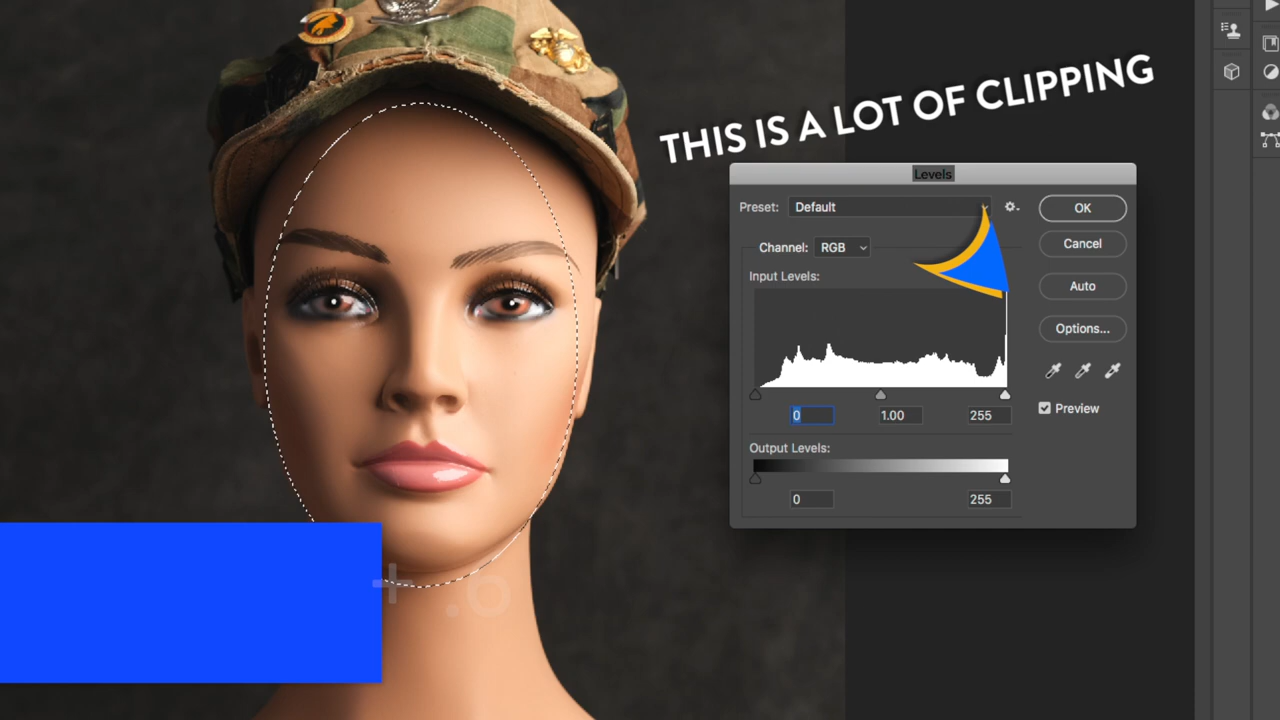 THIS IS A LOT OF CLIPPING
Levels
Preset: Default
OK
Channel: RGB
Cancel
Input Levels:
Auto
Options...
0 1.00 255
Preview
Output Levels:
0 255
+ .6